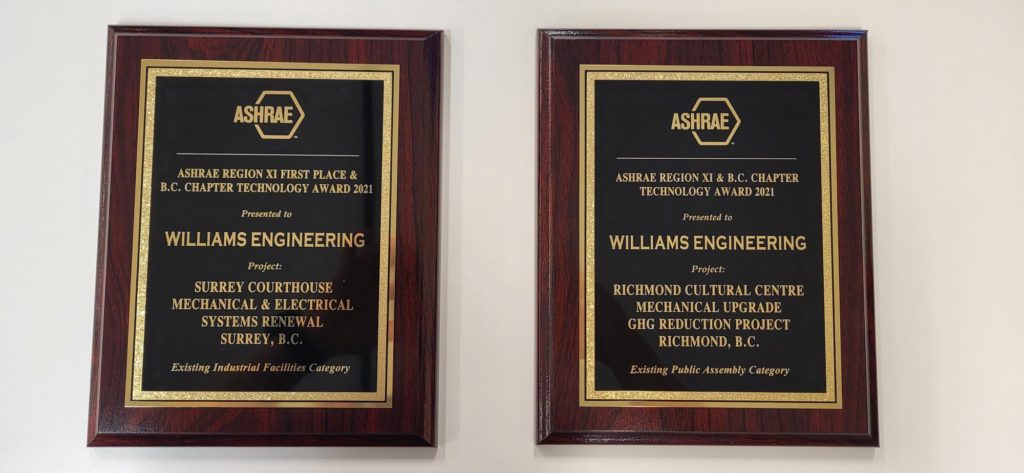 ASHRAE
ASHRAE REGION XI FIRST PLACE &
B.C. CHAPTER TECHNOLOGY AWARD 2021
Presented to
WILLIAMS ENGINEERING
Project:
SURREY COURTHOUSE
MECHANICAL & ELECTRICAL
SYSTEMS RENEWAL
SURREY, B.C.
Existing Industrial Facilities Category
ASHRAE
ASHRAE REGION XI & B.C. CHAPTER
TECHNOLOGY AWARD 2021
Presented to
WILLIAMS ENGINEERING
Project:
RICHMOND CULTURAL CENTRE
MECHANICAL UPGRADE
GHG REDUCTION PROJECT
RICHMOND, B.C.
Existing Public Assembly Category